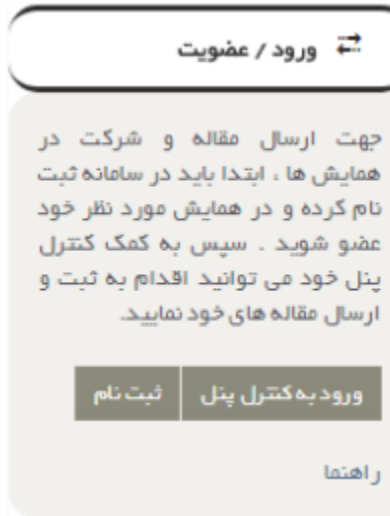 ورود / عضویت
جهت ارسال مقاله و شرکت در
همایش ها ، ابتدا باید در سامانه ثبت
نام کرده و در همایش مورد نظر خود
عضو شوید . سپس به کمک کنترل
پنل خود می توانید اقدام به ثبت و
ارسال مقاله های خود نمایید.
ورود به کنترل پنل ثبت نام
راهنما